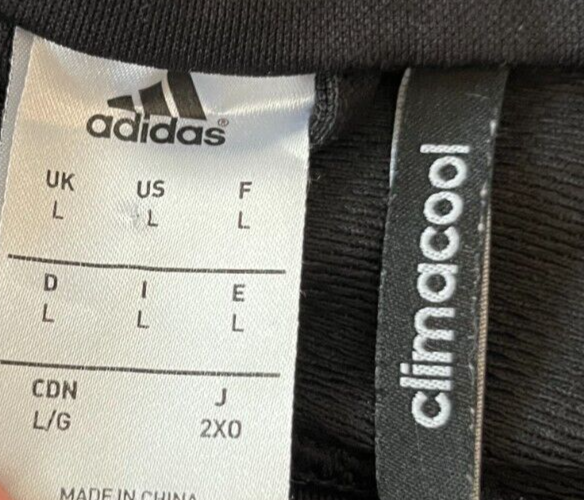 adidas®
UK US F
L L L
D I E
L L L
CDN J
L/G 2XO
MADE IN CHINA
climacool